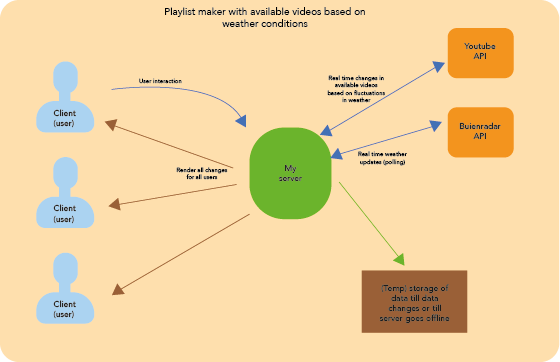 Playlist maker with available videos based on
weather conditions
Youtube
API
User interaction
Real time changes in
available videos
based on fluctuations
in weather
Client
(user)
Buienradar
API
Real time weather
updates (polling)
Render all changes
for all users
My
server
Client
(user)
(Temp) storage of
data till data
changes or till
server goes offline
Client
(user)